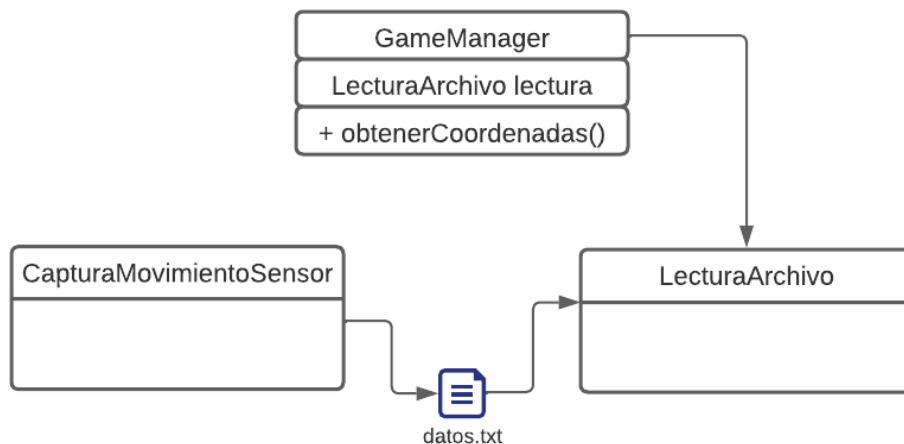 GameManager
LecturaArchivo lectura
+ obtenerCoordenadas()
CapturaMovimientoSensor
LecturaArchivo
datos.txt